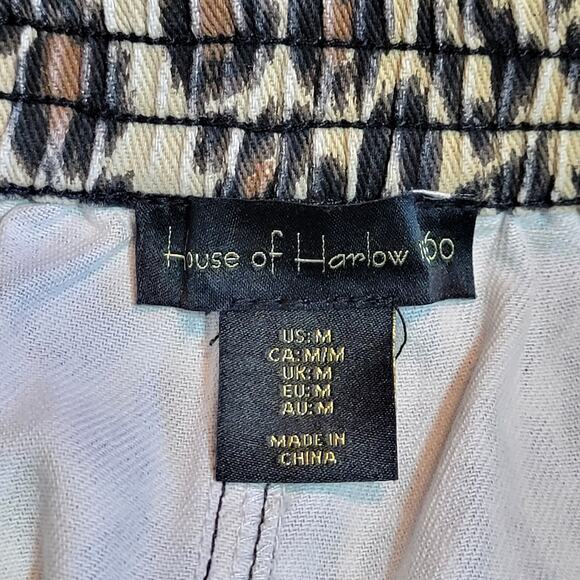 House of Harlow 1960
US: M
CA: M/M
UK: M
EU: M
AU: M
MADE IN
CHINA